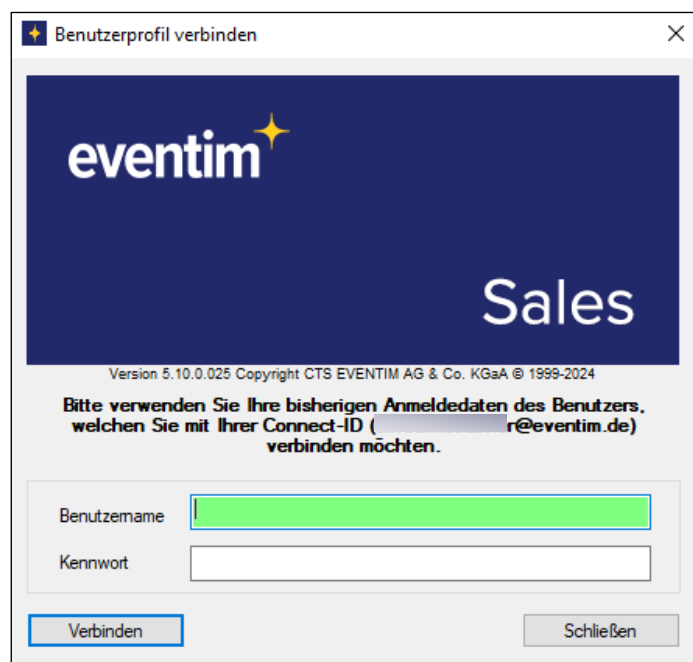 Benutzerprofil verbinden
eventim
Sales
Version 5.10.0.025 Copyright CTS EVENTIM AG & Co. KGaA © 1999-2024
Bitte verwenden Sie Ihre bisherigen Anmeldedaten des Benutzers,
welchen Sie mit Ihrer Connect-ID ( r@eventim.de)
verbinden möchten.
Benutzername
Kennwort
Verbinden Schließen